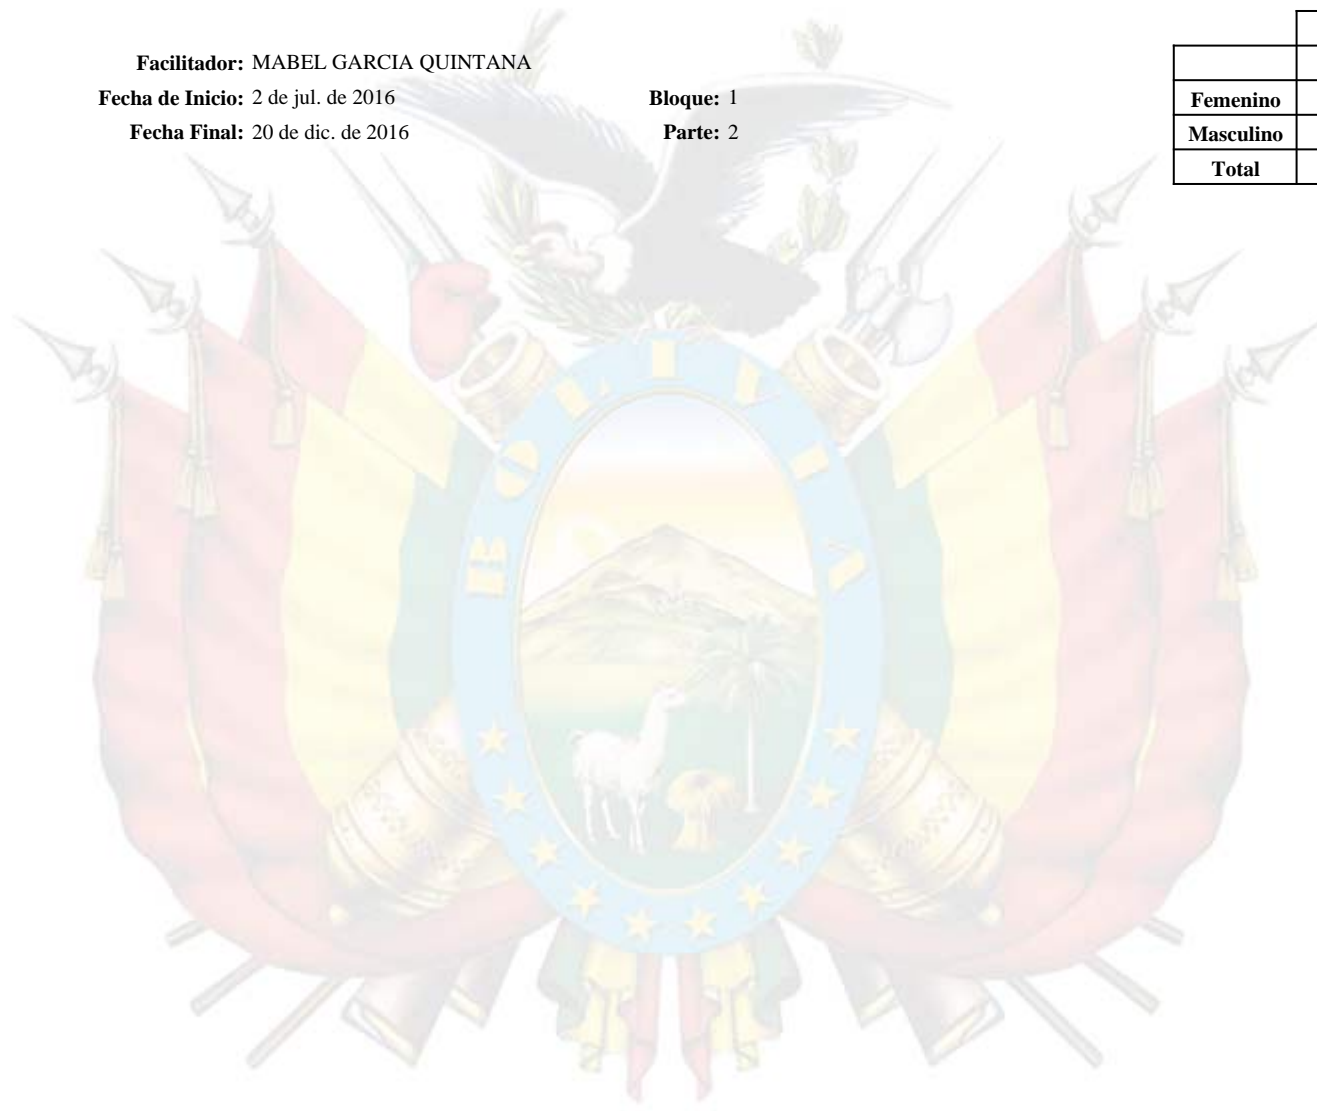 Facilitador: MABEL GARCIA QUINTANA
Fecha de Inicio: 2 de jul. de 2016 Bloque: 1
Fecha Final: 20 de dic. de 2016 Parte: 2
Femenino
Masculino
Total
BOLIVIA